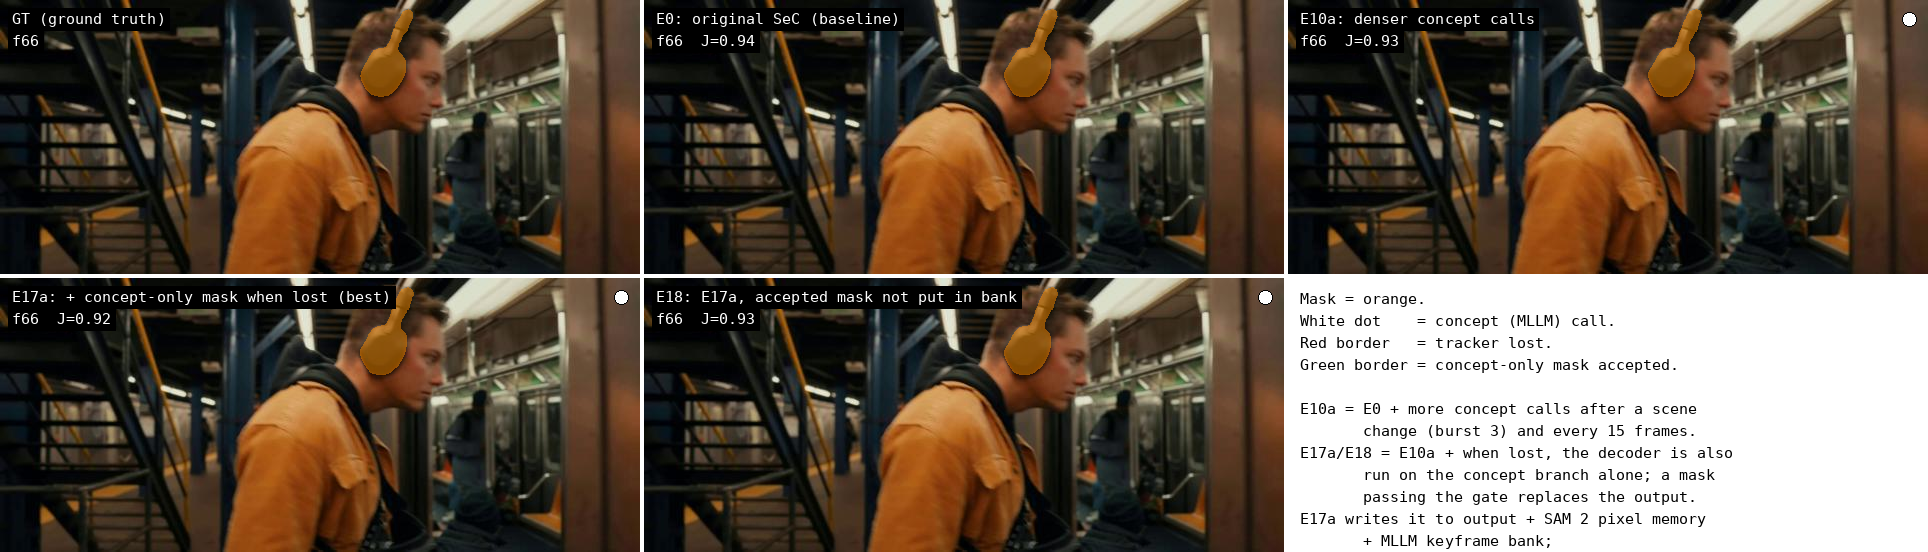 GT (ground truth)
f66
E0: original SeC (baseline)
f66  J=0.94
E10a: denser concept calls
f66  J=0.93
E17a: + concept-only mask when lost (best)
f66  J=0.92
E18: E17a, accepted mask not put in bank
f66  J=0.93
Mask = orange.
White dot    = concept (MLLM) call.
Red border   = tracker lost.
Green border = concept-only mask accepted.
E10a = E0 + more concept calls after a scene
change (burst 3) and every 15 frames.
E17a/E18 = E10a + when lost, the decoder is also
run on the concept branch alone; a mask
passing the gate replaces the output.
E17a writes it to output + SAM 2 pixel memory
+ MLLM keyframe bank;